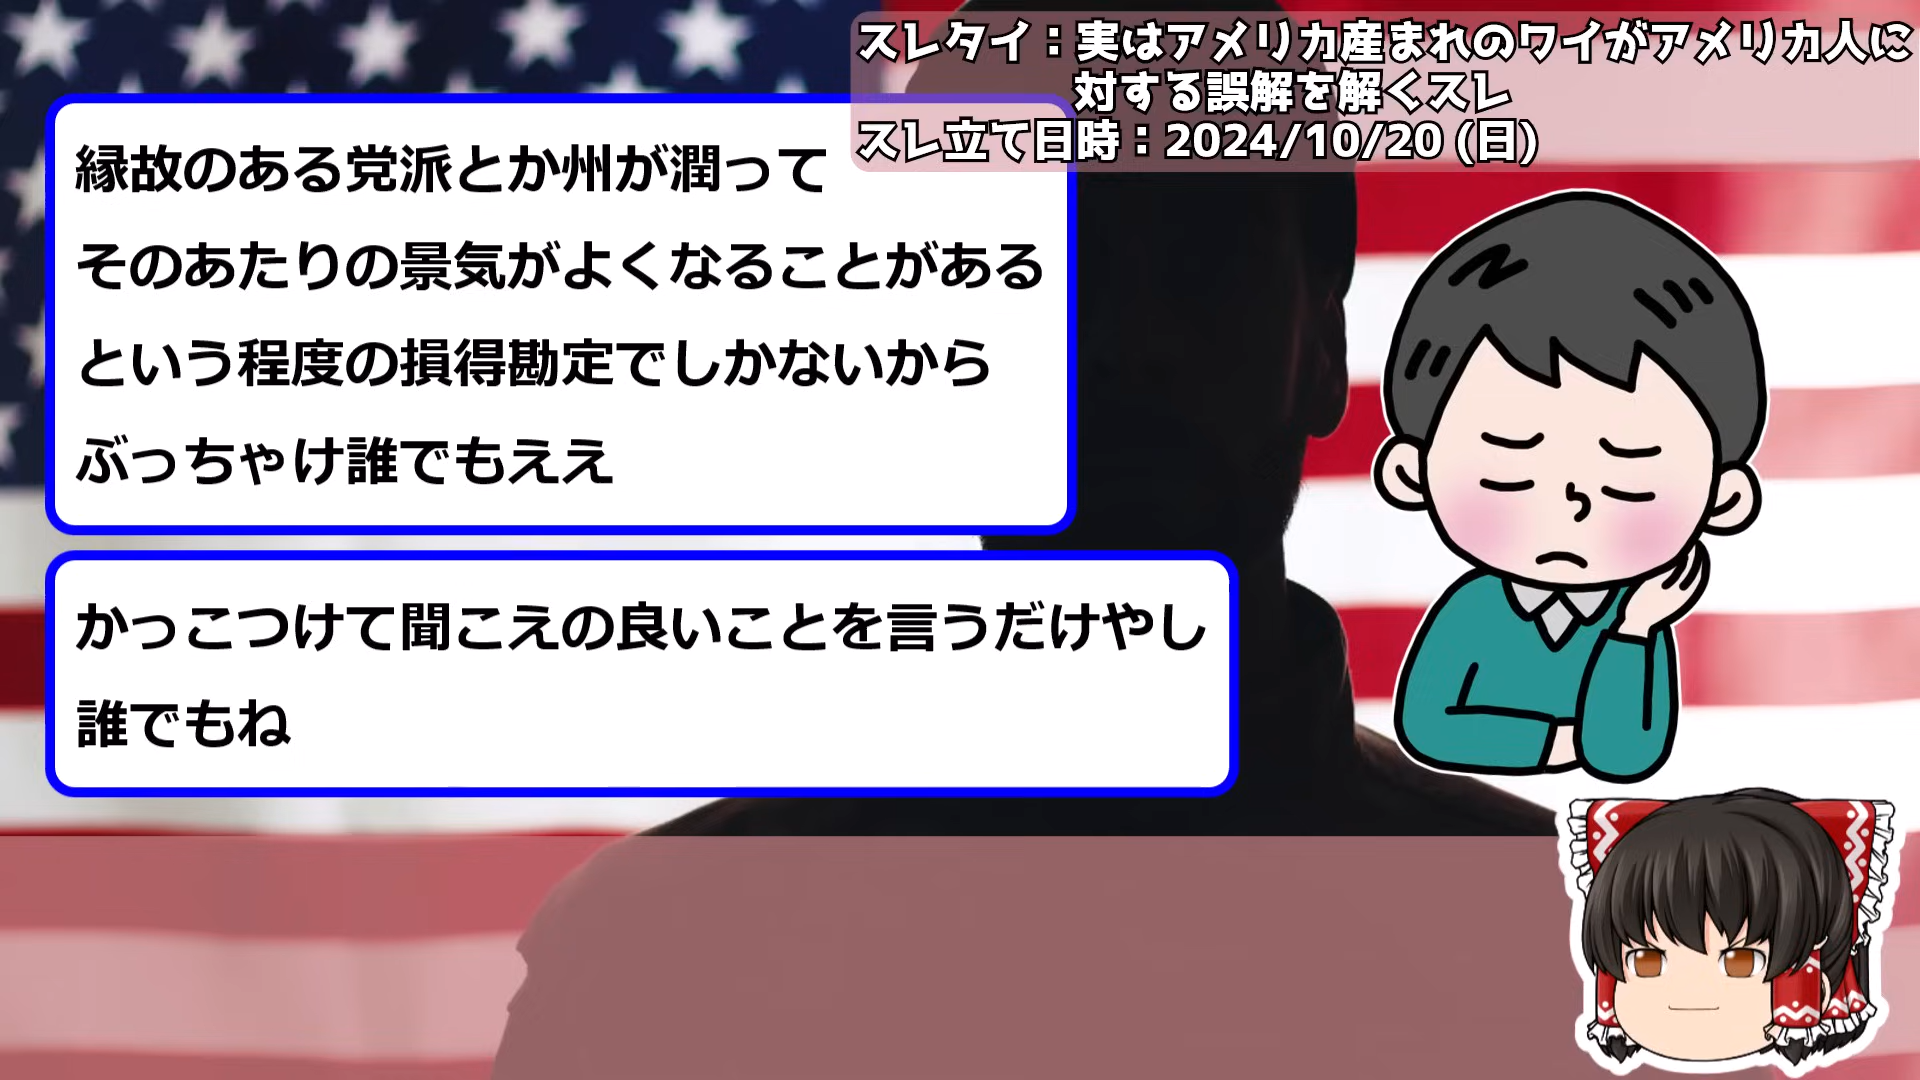 スレタイ：実はアメリカ産まれのワイがアメリカ人に
対する誤解を解くスレ
スレ立て日時：2024/10/20 (日)
縁故のある党派とか州が潤って
そのあたりの景気がよくなることがある
という程度の損得勘定でしかないから
ぶっちゃけ誰でもええ
かっこつけて聞こえの良いことを言うだけやし
誰でもね